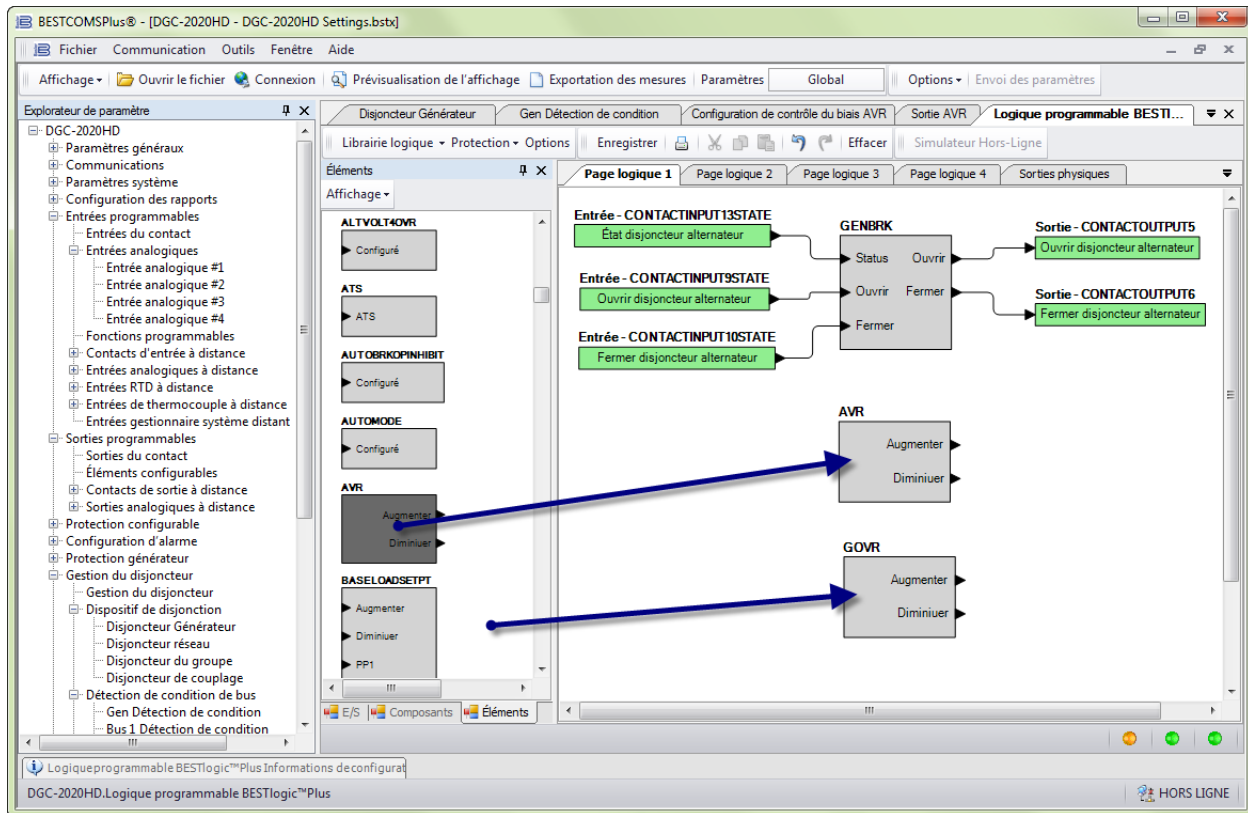 BESTCOMSPlus® - [DGC-2020HD - DGC-2020HD Settings.bstx]
Fichier Communication Outils Fenêtre Aide
Affichage Ouvrir le fichier Connexion Prévisualisation de l'affichage Exportation des mesures Paramètres Global Options Envoi des paramètres
Explorateur de paramètre
DGC-2020HD
Paramètres généraux
Communications
Paramètres système
Configuration des rapports
Entrées programmables
Entrées du contact
Entrées analogiques
Entrée analogique #1
Entrée analogique #2
Entrée analogique #3
Entrée analogique #4
Fonctions programmables
Contacts d'entrée à distance
Entrées analogiques à distance
Entrées RTD à distance
Entrées de thermocouple à distance
Entrées gestionnaire système distant
Sorties programmables
Sorties du contact
Éléments configurables
Contacts de sortie à distance
Sorties analogiques à distance
Protection configurable
Configuration d'alarme
Protection générateur
Gestion du disjoncteur
Gestion du disjoncteur
Dispositif de disjonction
Disjoncteur Générateur
Disjoncteur réseau
Disjoncteur du groupe
Disjoncteur de couplage
Détection de condition de bus
Gen Détection de condition
Bus 1 Détection de condition
Disjoncteur Générateur Gen Détection de condition Configuration de contrôle du biais AVR Sortie AVR Logique programmable BESTl...
Librairie logique Protection Options Enregistrer Effacer Simulateur Hors-Ligne
Éléments
Affichage
ALTVOLT4OVR
Configuré
ATS
ATS
AUTOBRKOPINHIBIT
Configuré
AUTOMODE
Configuré
AVR
Augmenter
Diminiuer
BASELOADSETPT
Augmenter
Diminiuer
PP1
E/S Composants Éléments
Page logique 1 Page logique 2 Page logique 3 Page logique 4 Sorties physiques
Entrée - CONTACTINPUT13STATE
État disjoncteur alternateur
Entrée - CONTACTINPUT9STATE
Ouvrir disjoncteur alternateur
Entrée - CONTACTINPUT10STATE
Fermer disjoncteur alternateur
GENBRK
Status Ouvrir
Ouvrir Fermer
Fermer
Sortie - CONTACTOUTPUT5
Ouvrir disjoncteur alternateur
Sortie - CONTACTOUTPUT6
Fermer disjoncteur alternateur
AVR
Augmenter
Diminiuer
GOVR
Augmenter
Diminiuer
Logiqueprogrammable BESTlogic™Plus Informations deconfigurat
DGC-2020HD.Logique programmable BESTlogic™Plus
HORS LIGNE